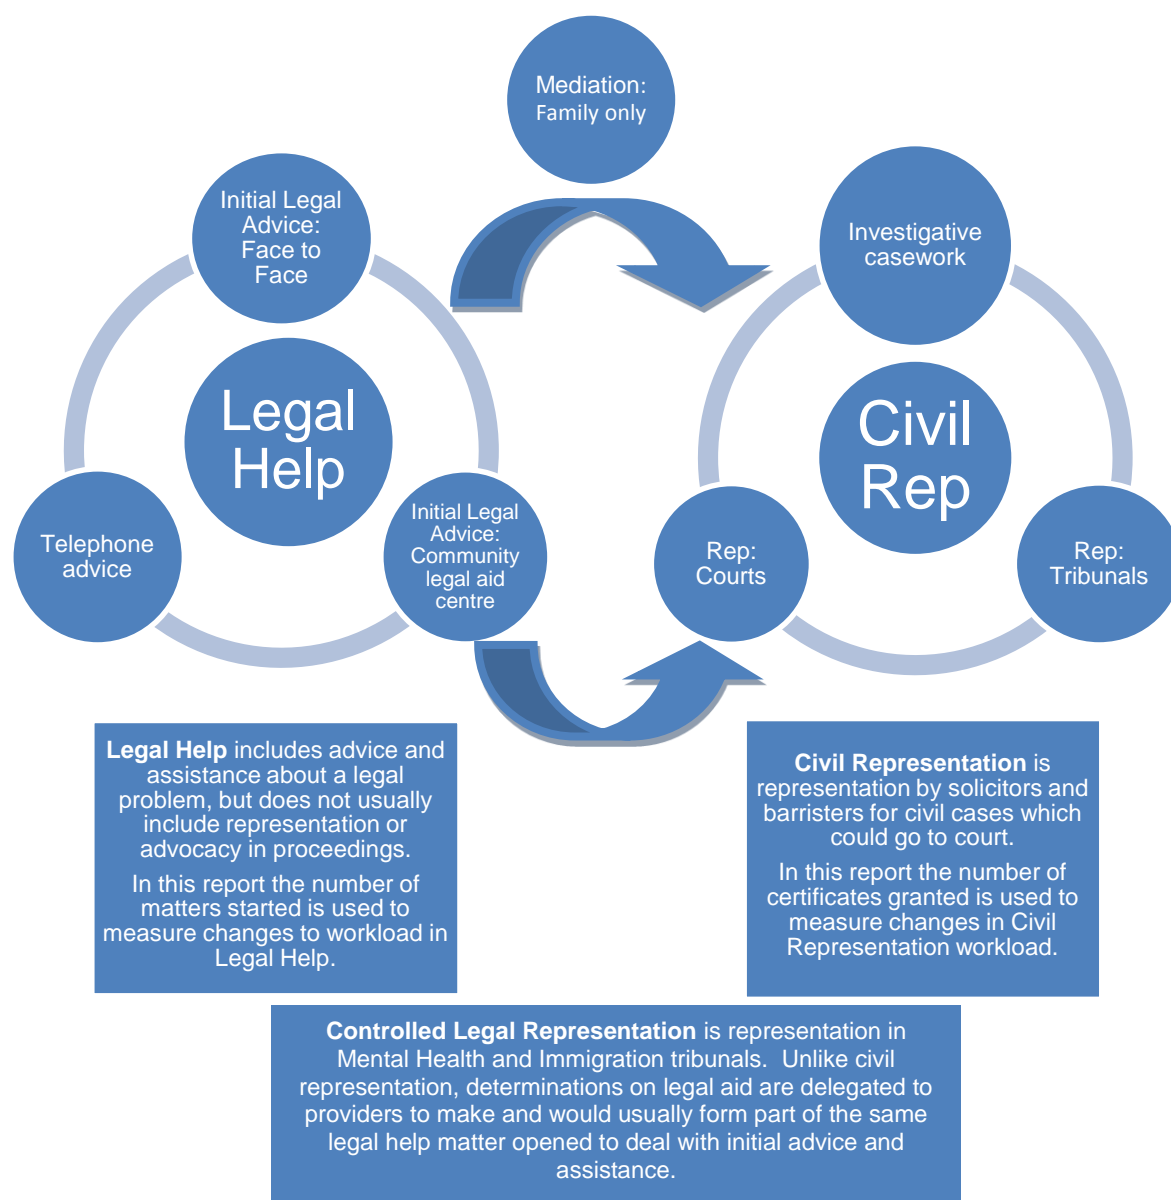 Mediation:
Family only
Initial Legal
Advice:
Face to
Face
Investigative
casework
Legal
Help
Civil
Rep
Telephone
advice
Initial Legal
Advice:
Community
legal aid
centre
Rep:
Courts
Rep:
Tribunals
Legal Help includes advice and
assistance about a legal
problem, but does not usually
include representation or
advocacy in proceedings.
In this report the number of
matters started is used to
measure changes to workload in
Legal Help.
Civil Representation is
representation by solicitors and
barristers for civil cases which
could go to court.
In this report the number of
certificates granted is used to
measure changes in Civil
Representation workload.
Controlled Legal Representation is representation in
Mental Health and Immigration tribunals.  Unlike civil
representation, determinations on legal aid are delegated to
providers to make and would usually form part of the same
legal help matter opened to deal with initial advice and
assistance.